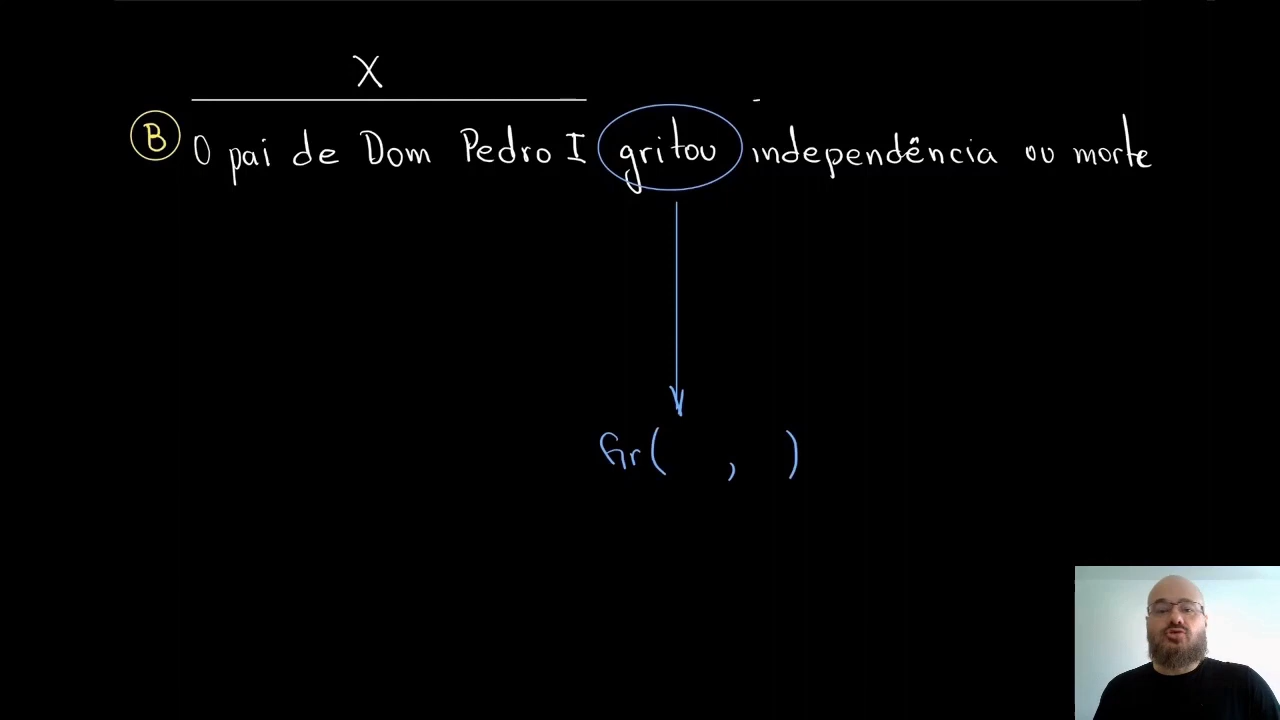 X
B O pai de Dom Pedro I gritou independência ou morte
Gr( , )